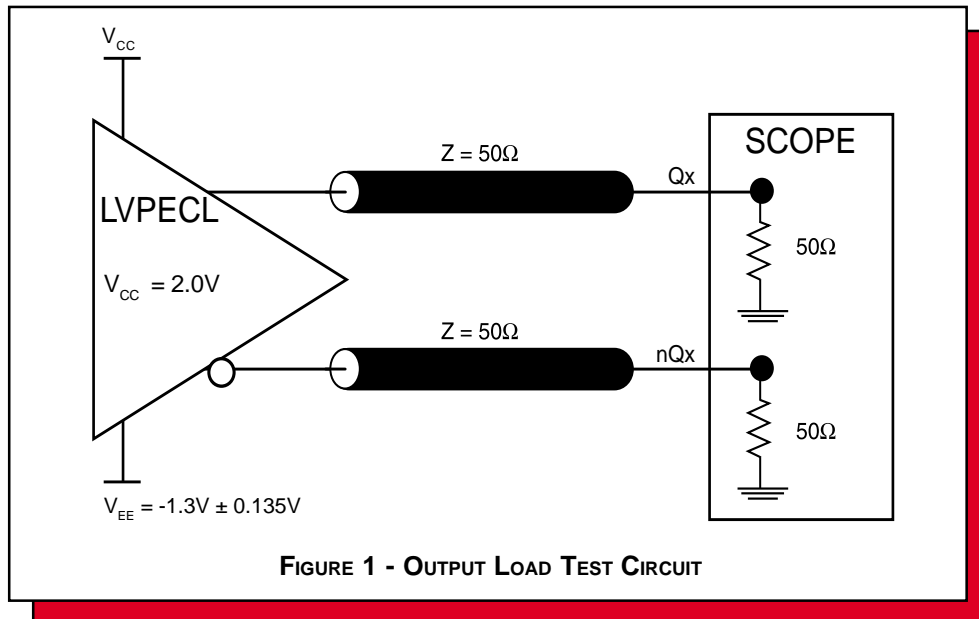 V_CC
Z = 50Ω
SCOPE
Qx
LVPECL
50Ω
V_CC = 2.0V
Z = 50Ω
nQx
50Ω
V_EE = -1.3V ± 0.135V
FIGURE 1 - OUTPUT LOAD TEST CIRCUIT